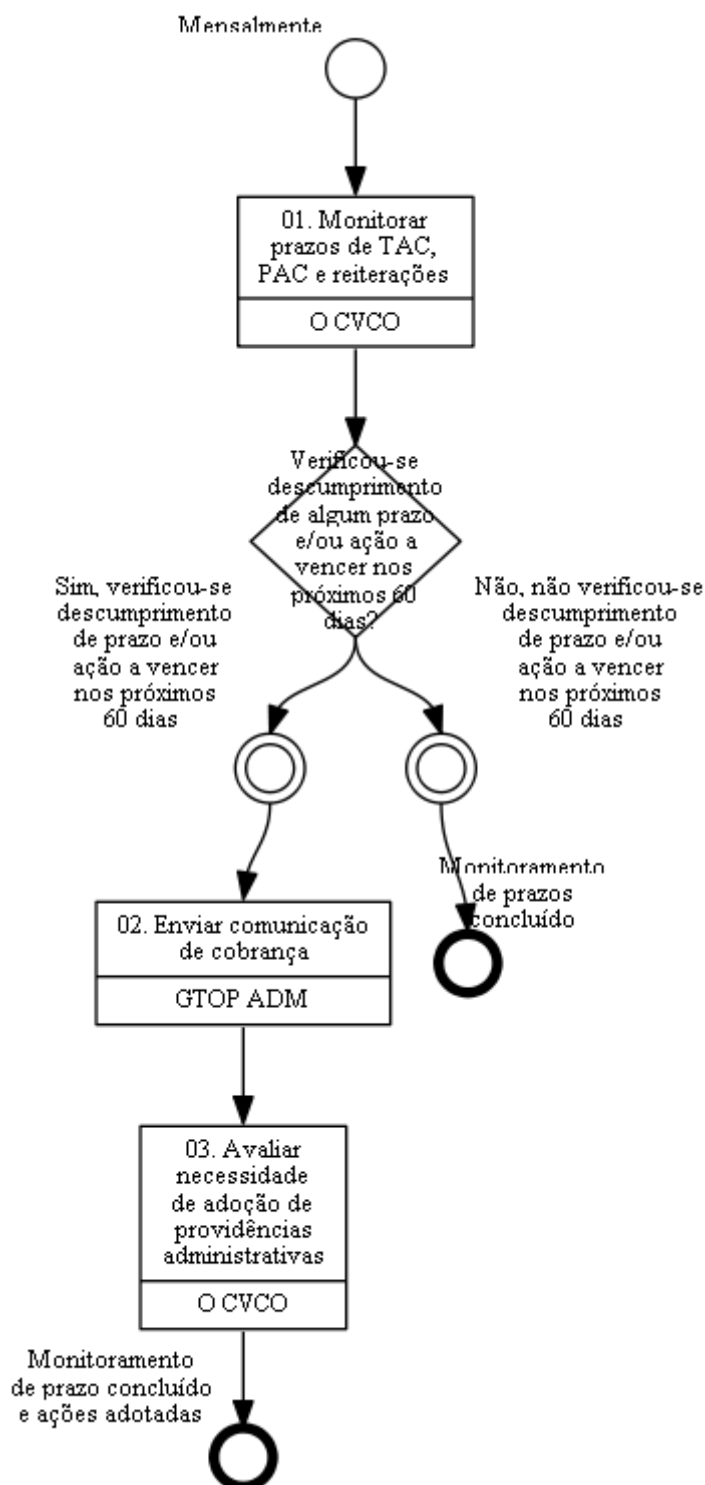 Mensalmente
01. Monitorar
prazos de TAC,
PAC e reiterações
O CVCO
Verificou-se
descumprimento
de algum prazo
e/ou ação a
vencer nos
próximos 60
dias?
Sim, verificou-se
descumprimento
de prazo e/ou
ação a vencer
nos próximos
60 dias
Não, não verificou-se
descumprimento
de prazo e/ou
ação a vencer
nos próximos
60 dias
Monitoramento
de prazos
concluído
02. Enviar comunicação
de cobrança
GTOP ADM
03. Avaliar
necessidade
de adoção de
providências
administrativas
O CVCO
Monitoramento
de prazo concluído
e ações adotadas